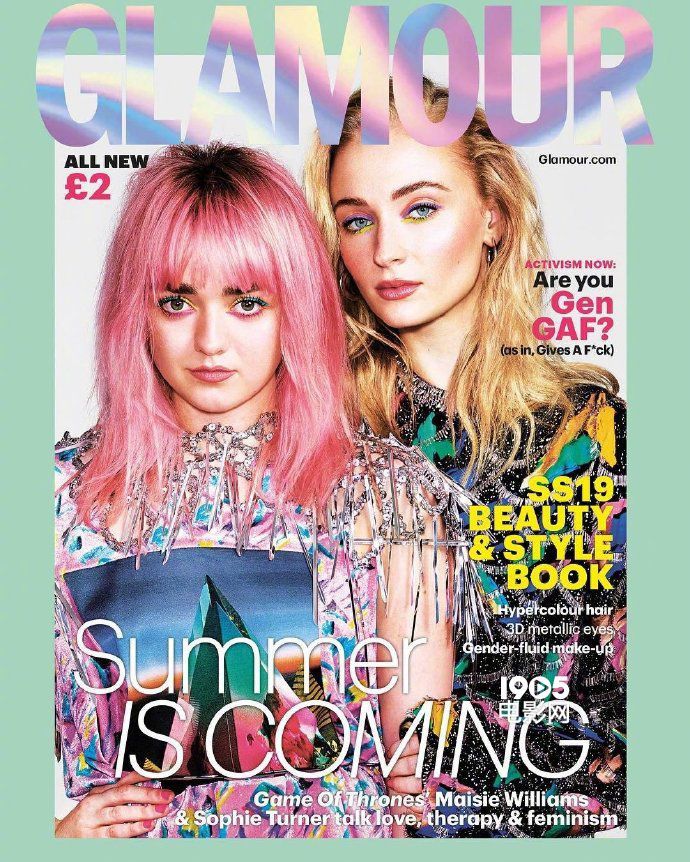 GLAMOUR
ALL NEW
£2
Glamour.com
ACTIVISM NOW:
Are you
Gen
GAF?
(as in, Gives A F*ck)
SS19
BEAUTY
& STYLE
BOOK
Hypercolour hair
3D metallic eyes
Gender-fluid make-up
1905
电影网
Summer
IS COMING
Game Of Thrones' Maisie Williams
& Sophie Turner talk love, therapy & feminism